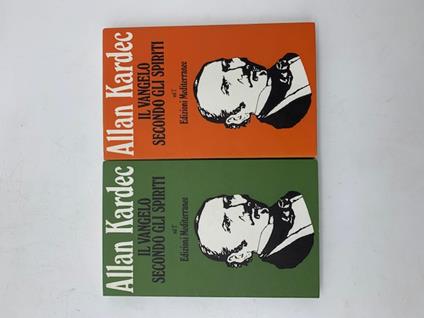 Allan Kardec
IL VANGELO
SECONDO GLI SPIRITI
Edizioni Mediterranee
Allan Kardec
IL VANGELO
SECONDO GLI SPIRITI
Edizioni Mediterranee